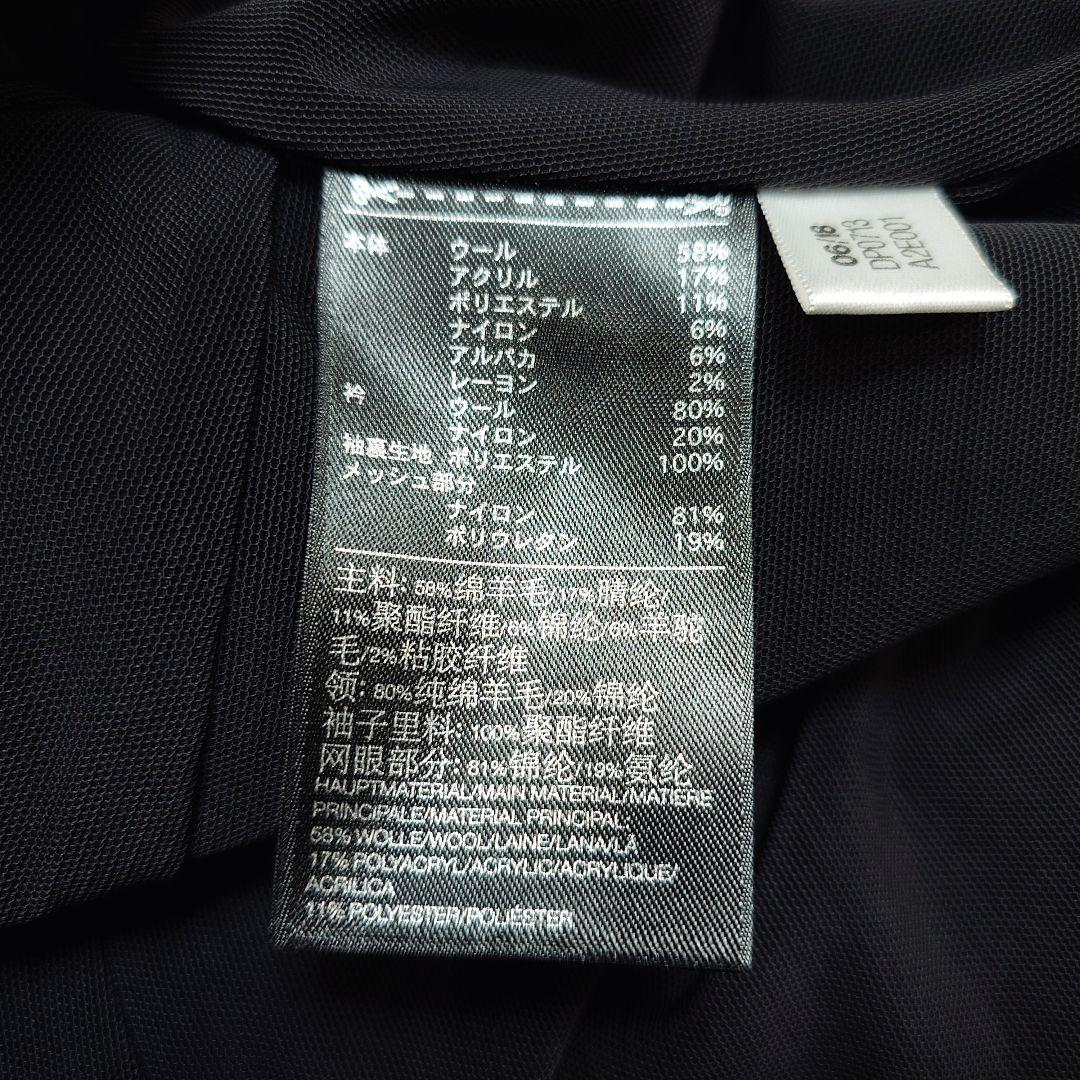 本体 ウール 58%
アクリル 17%
ポリエステル 11%
ナイロン 6%
アルパカ 6%
レーヨン 2%
衿 ウール 80%
ナイロン 20%
袖裏生地 ポリエステル 100%
メッシュ部分
ナイロン 81%
ポリウレタン 19%
主料: 58%绵羊毛/17%腈纶/
11%聚酯纤维/6%锦纶/6%羊驼
毛/2%粘胶纤维
领: 80%纯绵羊毛/20%锦纶
袖子里料: 100%聚酯纤维
网眼部分: 81%锦纶/19%氨纶
HAUPTMATERIAL/MAIN MATERIAL/MATIERE
PRINCIPALE/MATERIAL PRINCIPAL
58% WOLLE/WOOL/LAINE/LANA/LÃ
17% POLYACRYL/ACRYLIC/ACRYLIQUE/
ACRILICA
11% POLYESTER/POLIÉSTER
06/18
DP0713
A2E001